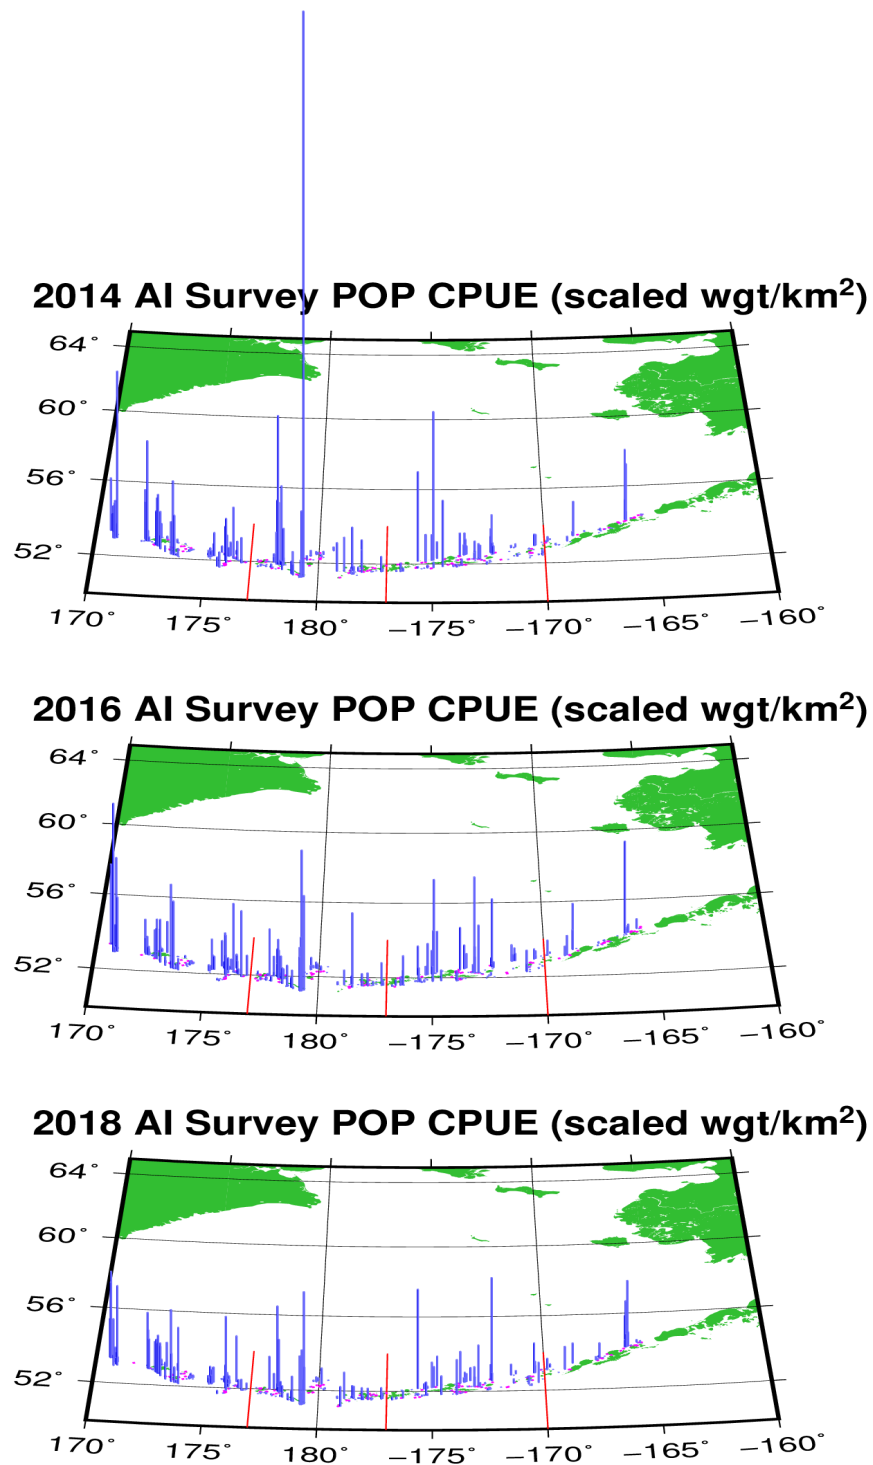 2014 AI Survey POP CPUE (scaled wgt/km²)
64°
60°
56°
52°
170° 175° 180° −175° −170° −165° −160°
2016 AI Survey POP CPUE (scaled wgt/km²)
64°
60°
56°
52°
170° 175° 180° −175° −170° −165° −160°
2018 AI Survey POP CPUE (scaled wgt/km²)
64°
60°
56°
52°
170° 175° 180° −175° −170° −165° −160°